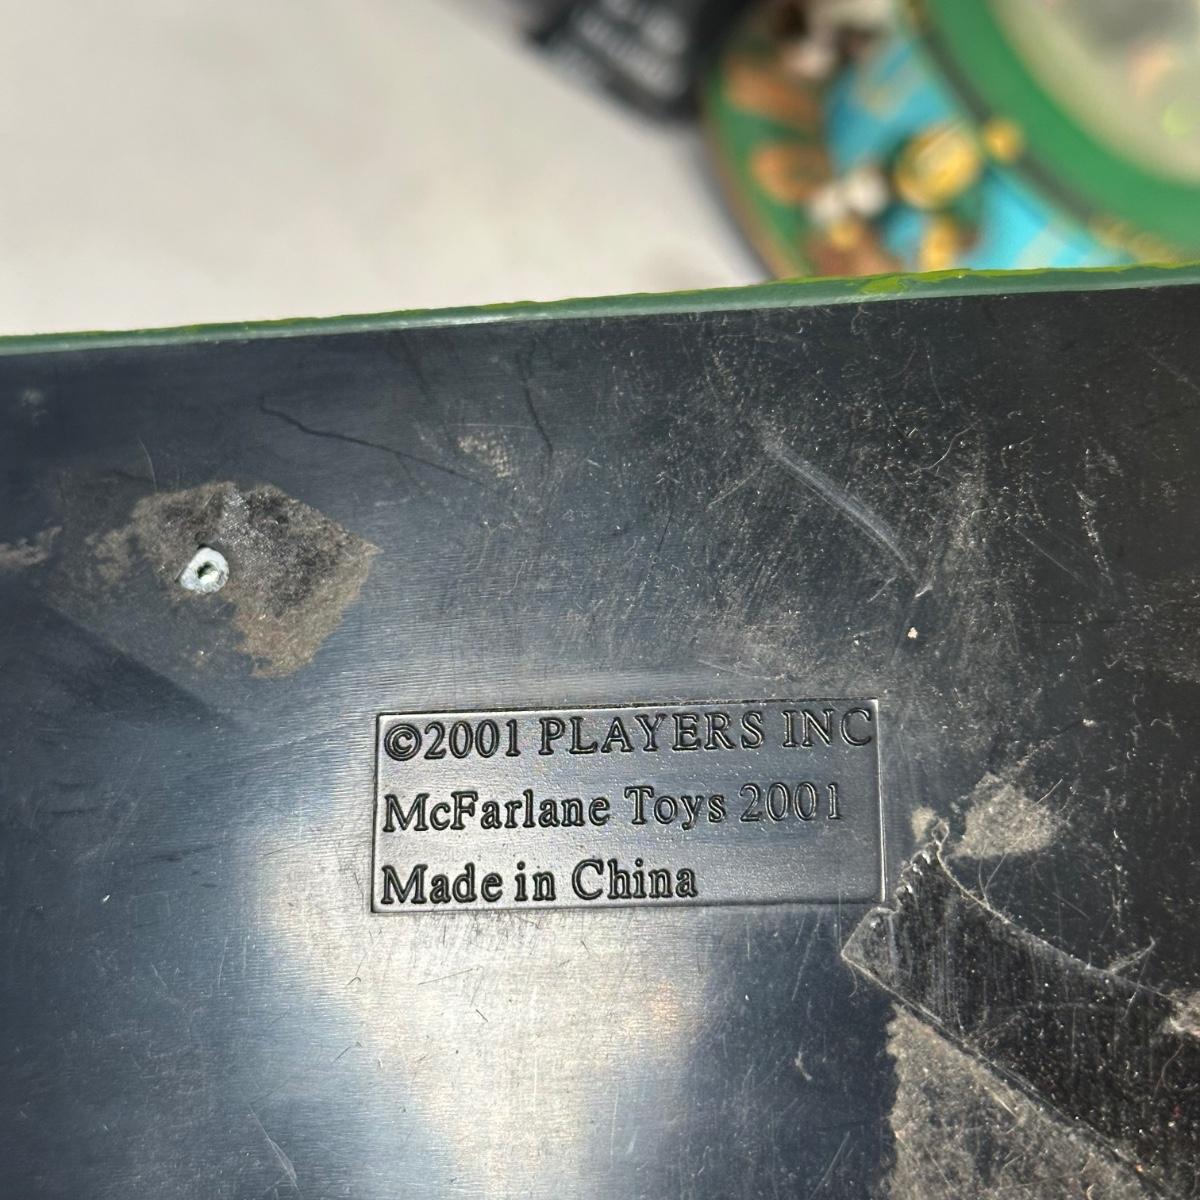 ©2001 PLAYERS INC
McFarlane Toys 2001
Made in China